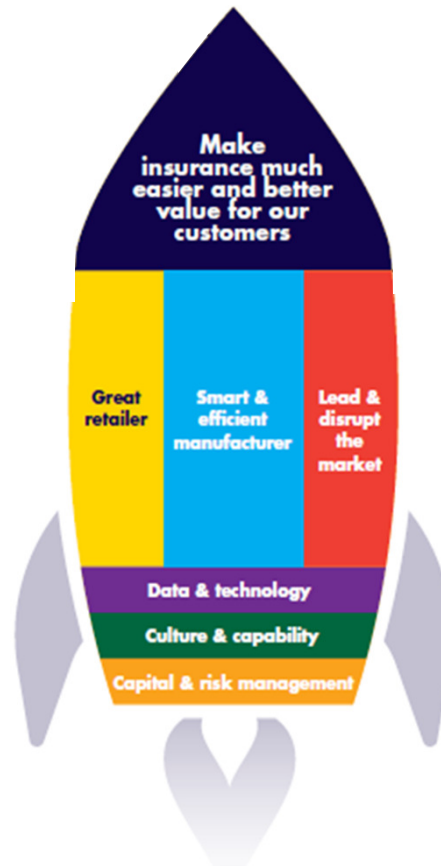 Make
insurance much
easier and better
value for our
customers
Great
retailer
Smart &
efficient
manufacturer
Lead &
disrupt
the
market
Data & technology
Culture & capability
Capital & risk management